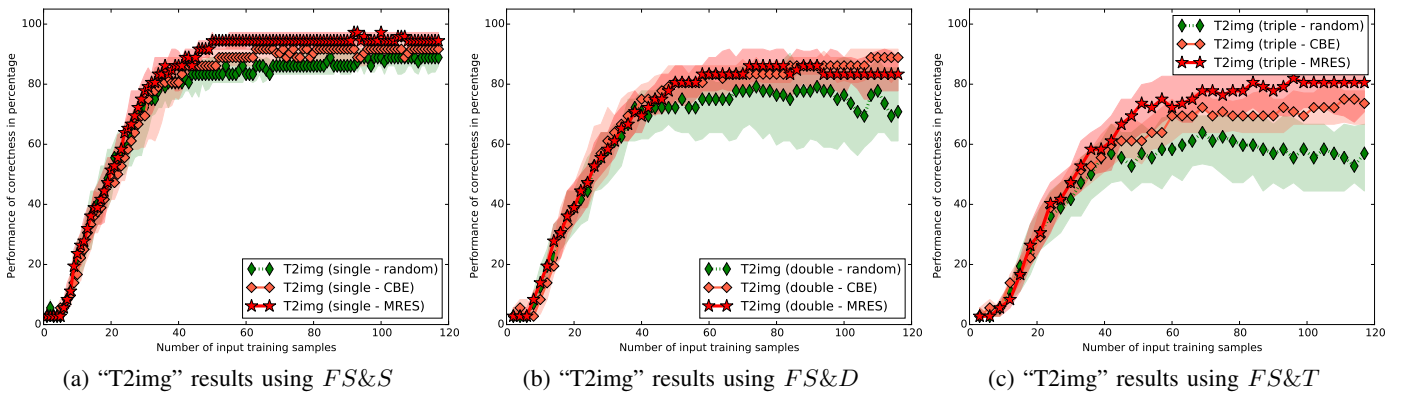 100
80
60
40
20
0
0 20 40 60 80 100 120
Performance of correctness in percentage
Number of input training samples
T2img (single - random)
T2img (single - CBE)
T2img (single - MRES)
(a) “T2img” results using FS&S
100
80
60
40
20
0
0 20 40 60 80 100 120
Performance of correctness in percentage
Number of input training samples
T2img (double - random)
T2img (double - CBE)
T2img (double - MRES)
(b) “T2img” results using FS&D
100
80
60
40
20
0
0 20 40 60 80 100 120
Performance of correctness in percentage
Number of input training samples
T2img (triple - random)
T2img (triple - CBE)
T2img (triple - MRES)
(c) “T2img” results using FS&T